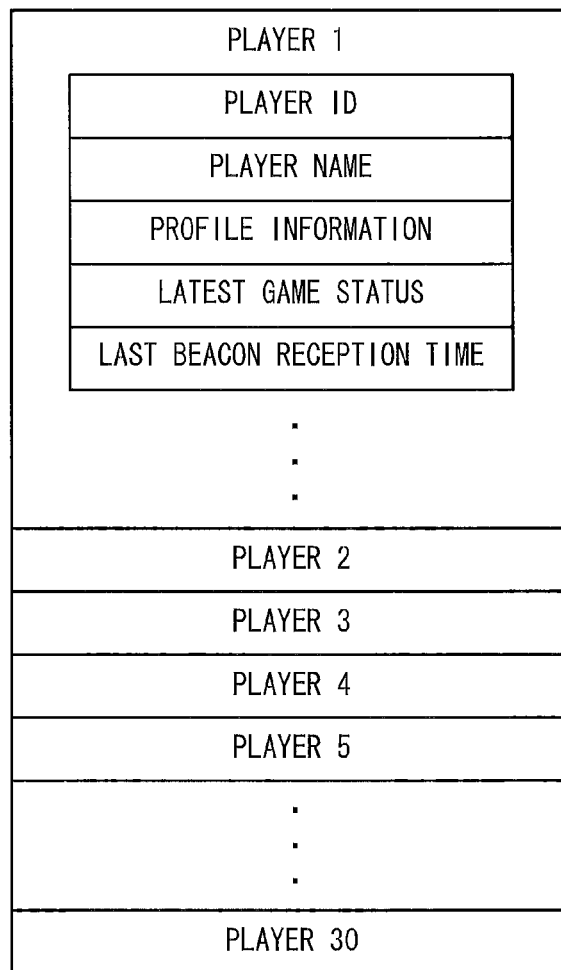 PLAYER 1
PLAYER ID
PLAYER NAME
PROFILE INFORMATION
LATEST GAME STATUS
LAST BEACON RECEPTION TIME
PLAYER 2
PLAYER 3
PLAYER 4
PLAYER 5
PLAYER 30